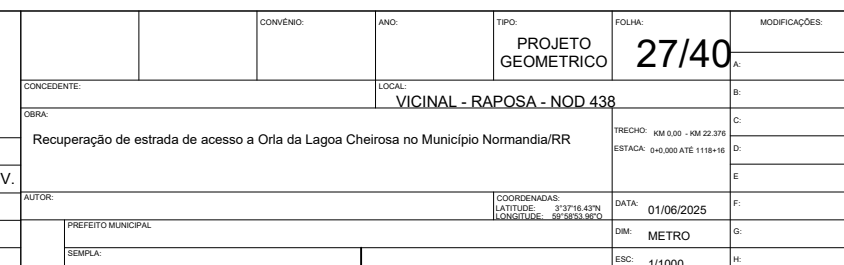 CONVÊNIO:
ANO:
TIPO:
PROJETO
GEOMETRICO
FOLHA:
27/40
MODIFICAÇÕES:
A:
CONCEDENTE:
LOCAL:
VICINAL - RAPOSA - NOD 438
B:
OBRA:
Recuperação de estrada de acesso a Orla da Lagoa Cheirosa no Município Normandia/RR
TRECHO: KM 0,00 - KM 22.376
ESTACA: 0+0,000 ATÉ 1118+16
C:
D:
V.
E
AUTOR:
COORDENADAS:
LATITUDE: 3°37'16.43"N
LONGITUDE: 59°58'53.96"O
DATA: 01/06/2025
F:
PREFEITO MUNICIPAL
DIM: METRO
G:
SEMPLA:
ESC: 1/1000
H: